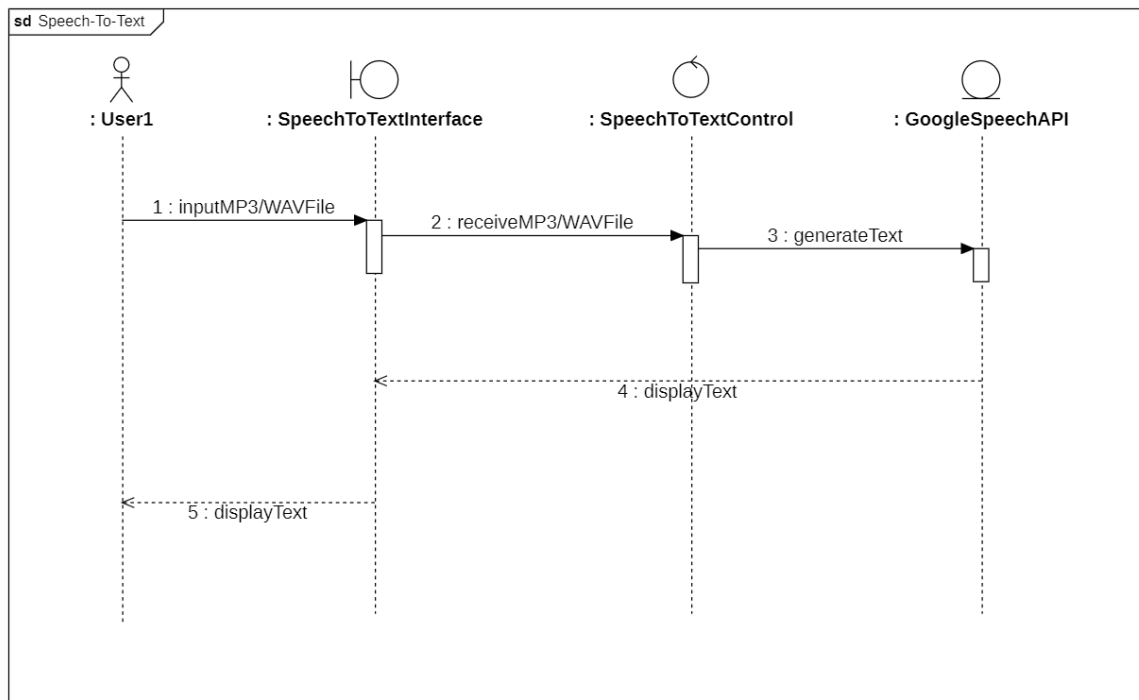 sd Speech-To-Text
: User1
: SpeechToTextInterface
: SpeechToTextControl
: GoogleSpeechAPI
1 : inputMP3/WAVFile
2 : receiveMP3/WAVFile
3 : generateText
4 : displayText
5 : displayText